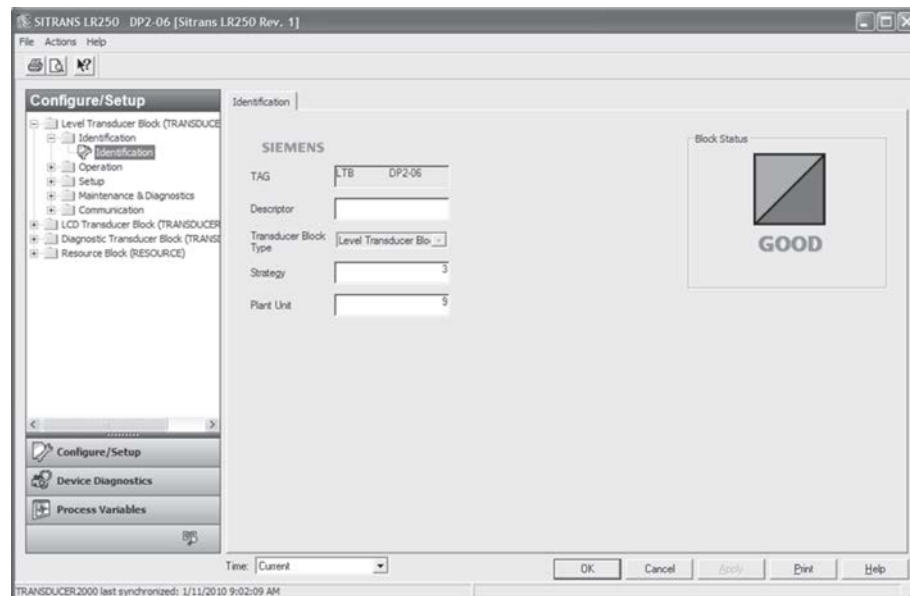 SITRANS LR250 DP2-06 [Sitrans LR250 Rev. 1]
File Actions Help
Configure/Setup
Level Transducer Block (TRANSDUCE
Identification
Identification
Operation
Setup
Maintenance & Diagnostics
Communication
LCD Transducer Block (TRANSDUCER
Diagnostic Transducer Block (TRANSD
Resource Block (RESOURCE)
Configure/Setup
Device Diagnostics
Process Variables
Identification
SIEMENS
TAG LTB DP2-06
Descriptor
Transducer Block Type Level Transducer Blo
Strategy 3
Plant Unit 9
Block Status
GOOD
Time: Current
OK Cancel Apply Print Help
TRANSDUCER2000 last synchronized: 1/11/2010 9:02:09 AM